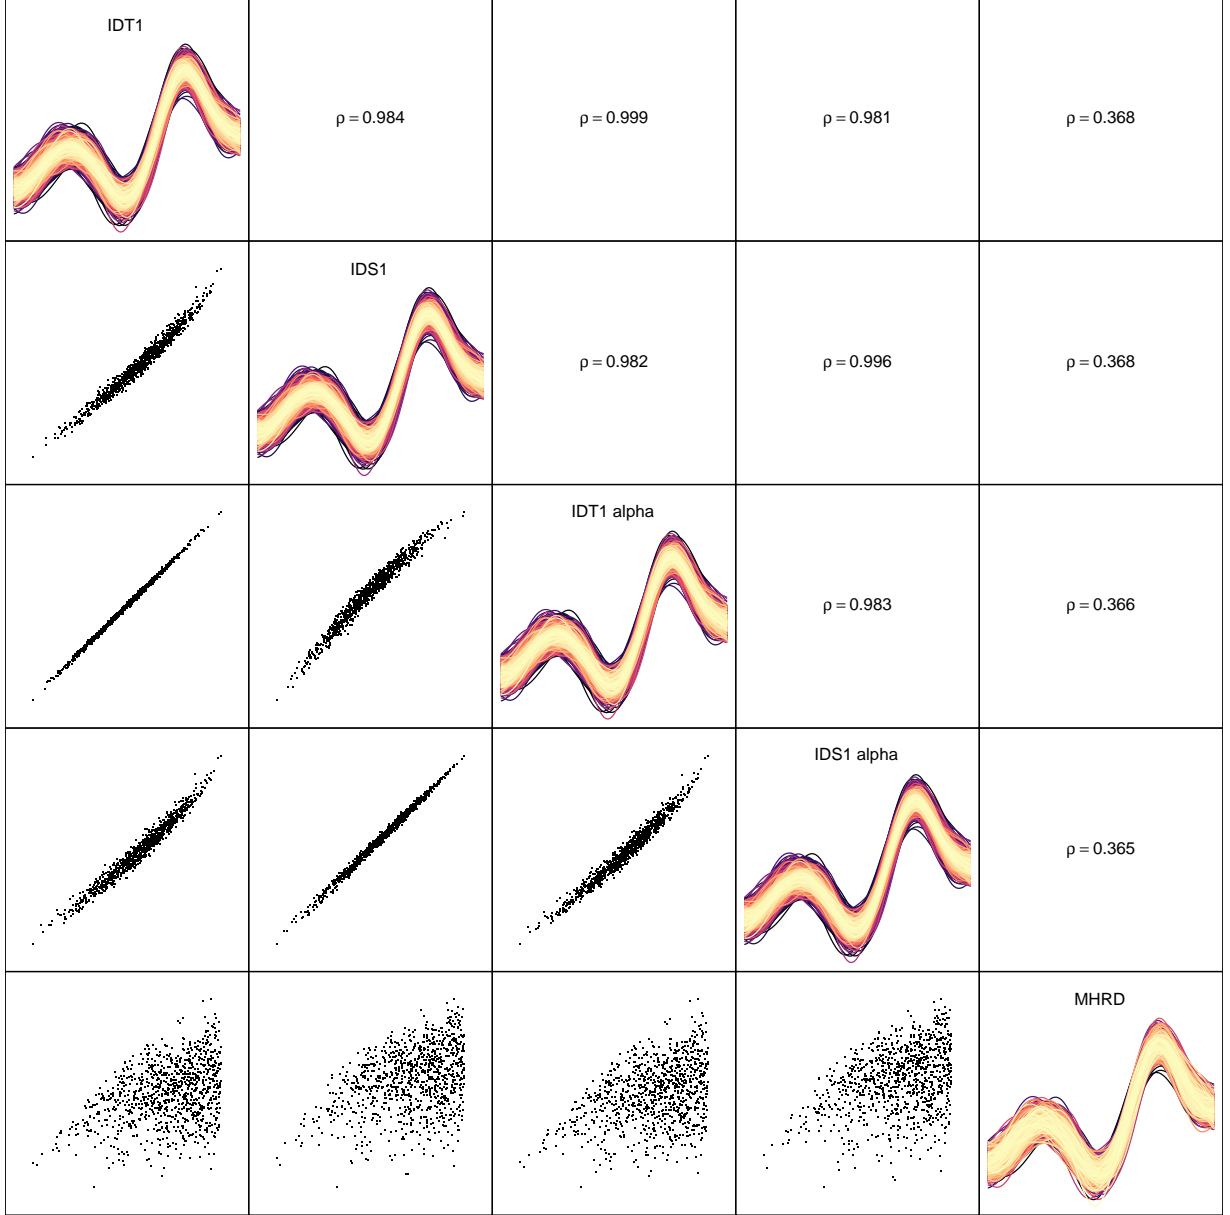 IDT1
ρ = 0.984
ρ = 0.999
ρ = 0.981
ρ = 0.368
IDS1
ρ = 0.982
ρ = 0.996
ρ = 0.368
IDT1 alpha
ρ = 0.983
ρ = 0.366
IDS1 alpha
ρ = 0.365
MHRD